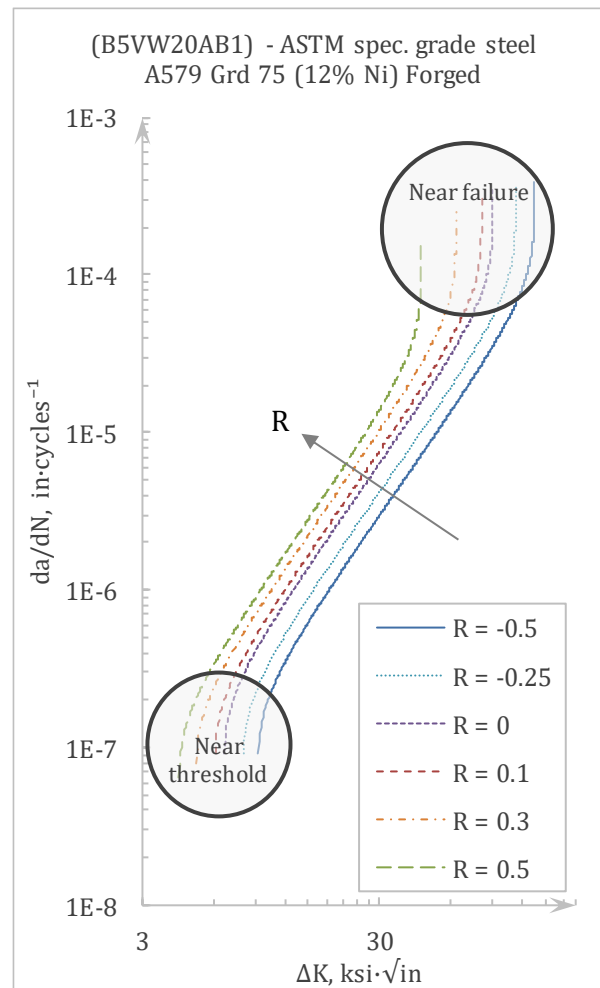 (B5VW20AB1) - ASTM spec. grade steel
A579 Grd 75 (12% Ni) Forged
1E-3
Near failure
1E-4
R
1E-5
da/dN, in·cycles⁻¹
1E-6
R = -0.5
R = -0.25
R = 0
R = 0.1
R = 0.3
R = 0.5
1E-7
Near
threshold
1E-8
3
30
ΔK, ksi·√in